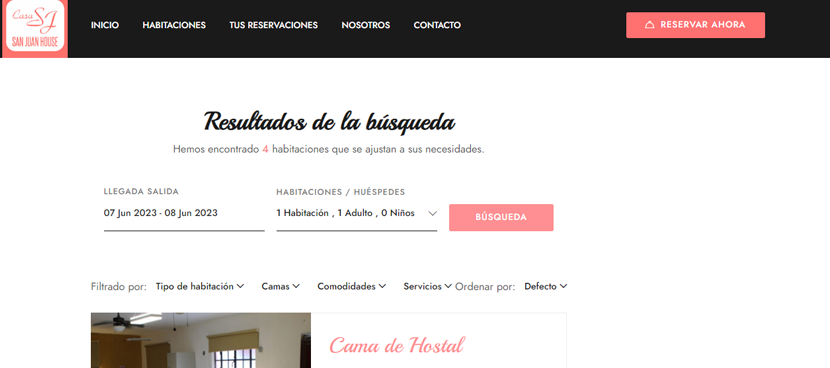 Casa
SJ
SAN JUAN HOUSE
INICIO HABITACIONES TUS RESERVACIONES NOSOTROS CONTACTO
RESERVAR AHORA
Resultados de la búsqueda
Hemos encontrado 4 habitaciones que se ajustan a sus necesidades.
LLEGADA SALIDA HABITACIONES / HUÉSPEDES
07 Jun 2023 - 08 Jun 2023 1 Habitación , 1 Adulto , 0 Niños BÚSQUEDA
Filtrado por: Tipo de habitación Camas Comodidades Servicios Ordenar por: Defecto
Cama de Hostal